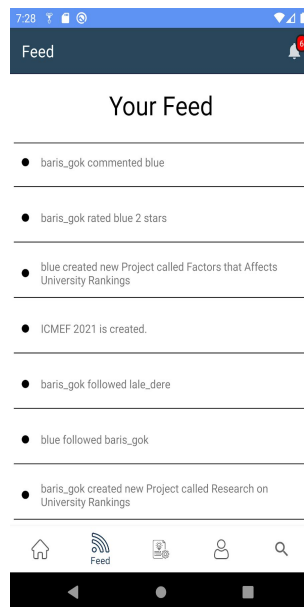 7:28
Feed
6
Your Feed
baris_gok commented blue
baris_gok rated blue 2 stars
blue created new Project called Factors that Affects
University Rankings
ICMEF 2021 is created.
baris_gok followed lale_dere
blue followed baris_gok
baris_gok created new Project called Research on
University Rankings
Feed